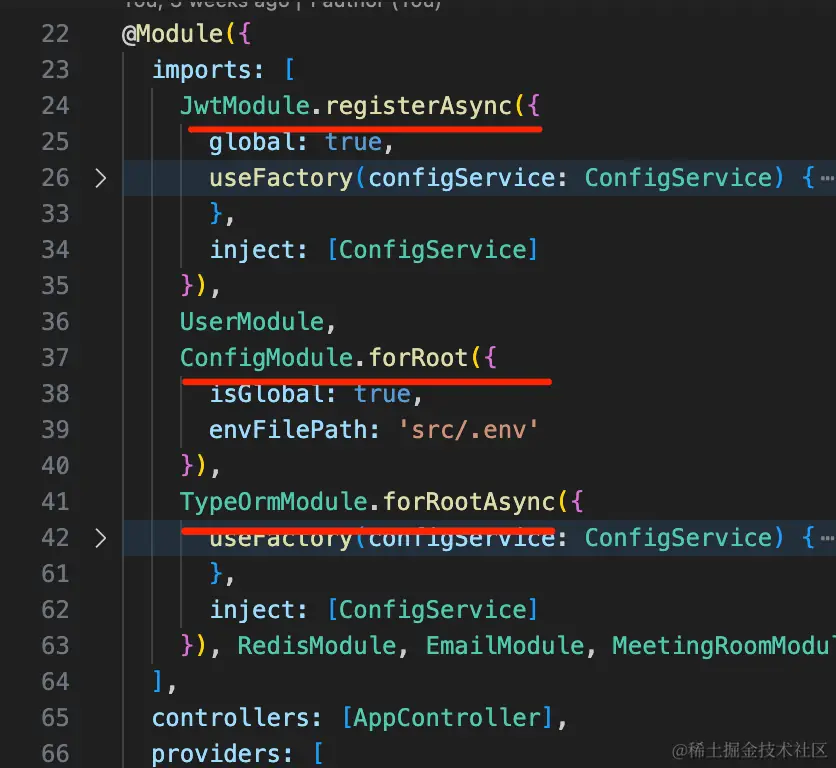 You, 3 weeks ago | 1 author (You)
22 @Module({
23 imports: [
24 JwtModule.registerAsync({
25 global: true,
26 useFactory(configService: ConfigService) {…
33 },
34 inject: [ConfigService]
35 }),
36 UserModule,
37 ConfigModule.forRoot({
38 isGlobal: true,
39 envFilePath: 'src/.env'
40 }),
41 TypeOrmModule.forRootAsync({
42 useFactory(configService: ConfigService) {…
61 },
62 inject: [ConfigService]
63 }), RedisModule, EmailModule, MeetingRoomModul
64 ],
65 controllers: [AppController],
66 providers: [
@稀土掘金技术社区